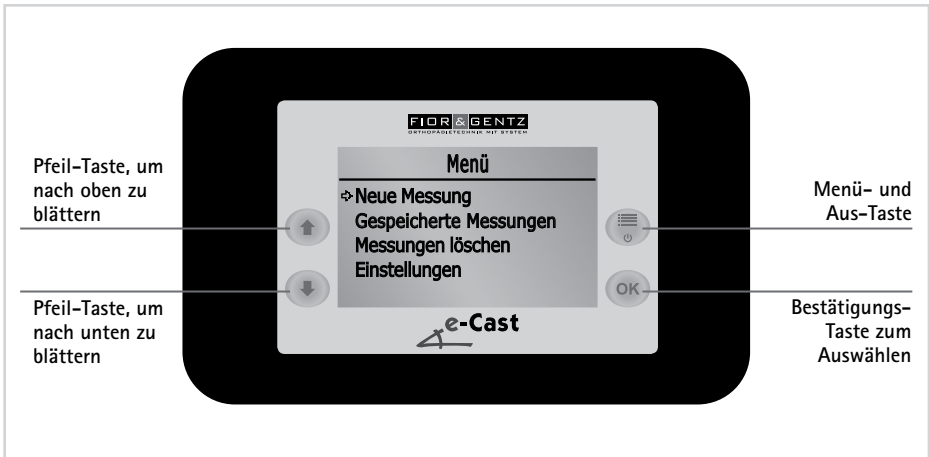 FIOR & GENTZ
ORTHOPÄDIETECHNIK MIT SYSTEM
Menü
Neue Messung
Gespeicherte Messungen
Messungen löschen
Einstellungen
OK
e-Cast
Pfeil-Taste, um
nach oben zu
blättern
Pfeil-Taste, um
nach unten zu
blättern
Menü- und
Aus-Taste
Bestätigungs-
Taste zum
Auswählen